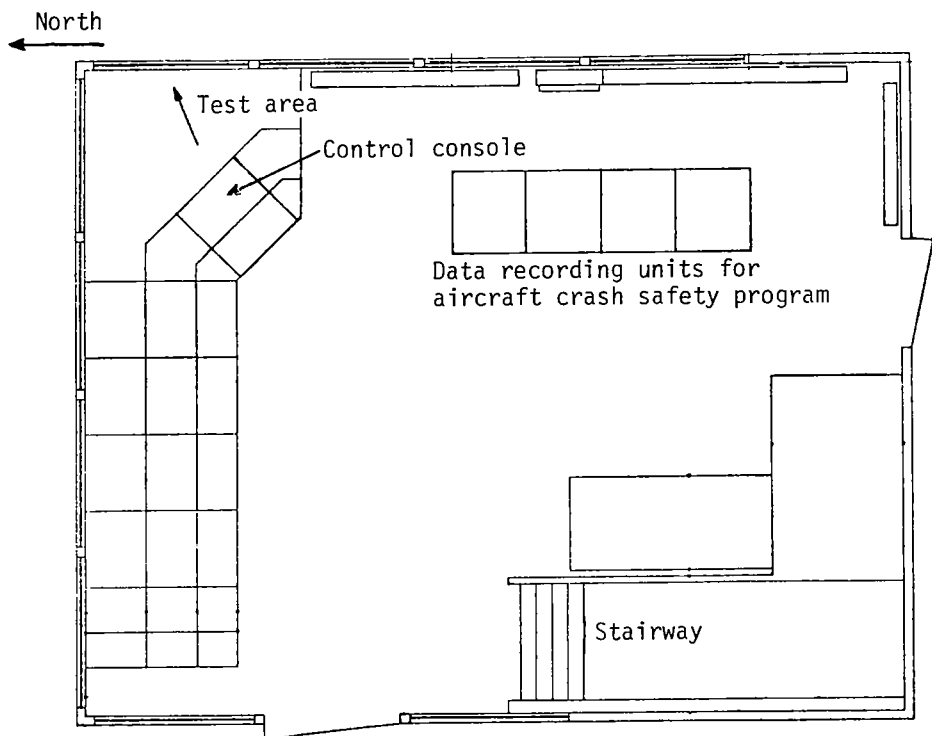 North
Test area
Control console
Data recording units for
aircraft crash safety program
Stairway